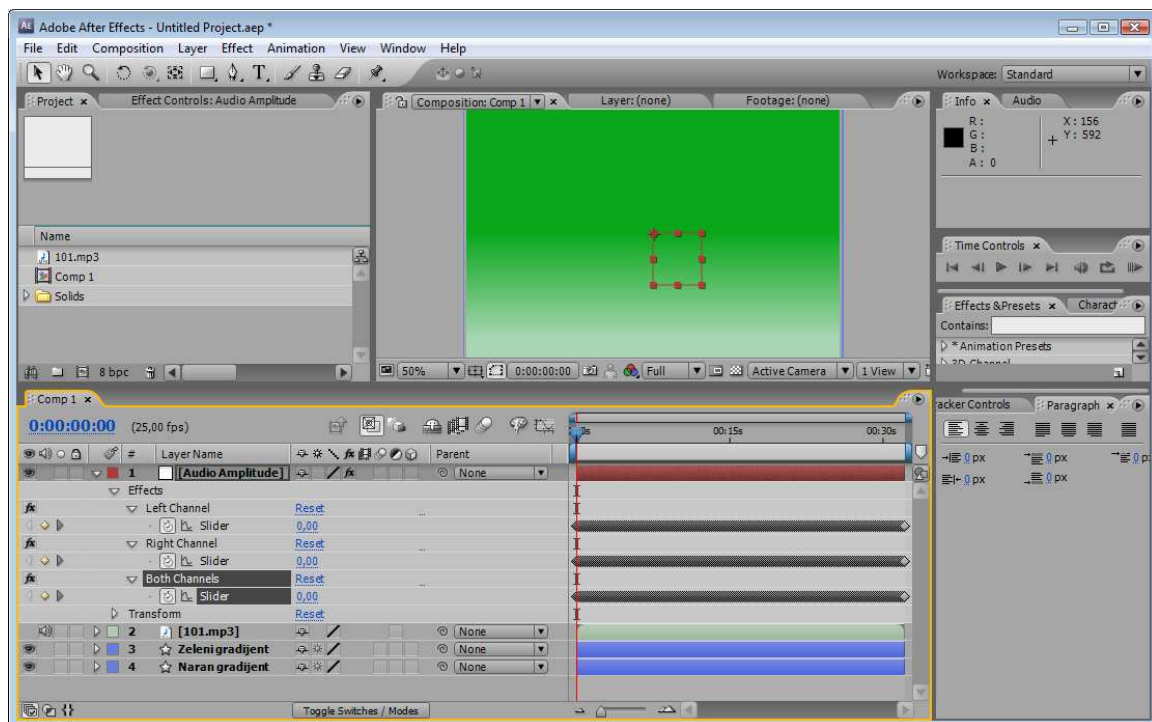 Adobe After Effects - Untitled Project.aep *
File Edit Composition Layer Effect Animation View Window Help
Workspace: Standard
Project × Effect Controls: Audio Amplitude
Composition: Comp 1 × Layer: (none) Footage: (none)
Info × Audio
R :
G :
B :
A : 0
X : 156
Y : 592
Name
101.mp3
Comp 1
Solids
8 bpc
50% 0:00:00:00 Full Active Camera 1 View
Time Controls ×
Effects & Presets × Charact
Contains:
* Animation Presets
3D Channel
Comp 1 ×
0:00:00:00 (25,00 fps)
0s 00:15s 00:30s
# Layer Name Parent
1 [Audio Amplitude] None
Effects
fx Left Channel Reset
Slider 0,00
fx Right Channel Reset
Slider 0,00
fx Both Channels Reset
Slider 0,00
Transform Reset
2 [101.mp3] None
3 Zeleni gradijent None
4 Naran gradijent None
Toggle Switches / Modes
racker Controls Paragraph ×
0 px 0 px 0 p
0 px 0 px